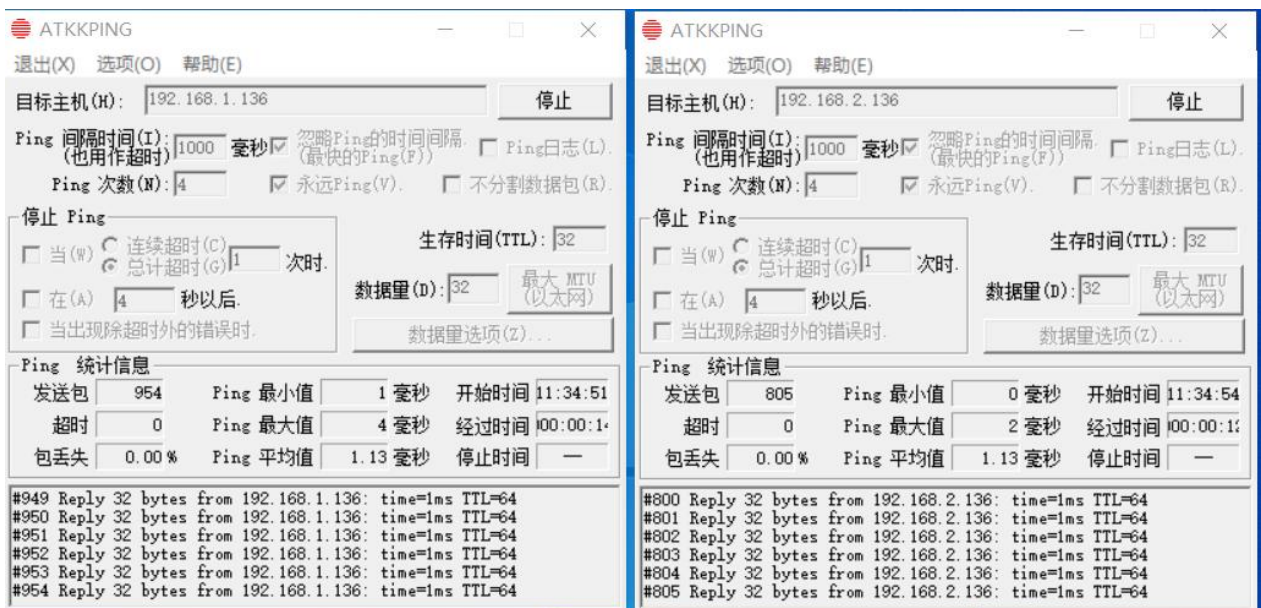 ATKKPING
退出(X) 选项(O) 帮助(E)
目标主机(H): 192.168.1.136 停止
Ping 间隔时间(I): 1000 毫秒 忽略Ping的时间间隔.
(也用作超时) (最快的Ping(F)) Ping日志(L).
Ping 次数(N): 4 永远Ping(V). 不分割数据包(R).
停止 Ping
当(W) 连续超时(C) 1 次时. 生存时间(TTL): 32
总计超时(G)
在(A) 4 秒以后. 数据量(D): 32 最大 MTU
(以太网)
当出现除超时外的错误时. 数据量选项(Z)...
Ping 统计信息
发送包 954 Ping 最小值 1 毫秒 开始时间 11:34:51
超时 0 Ping 最大值 4 毫秒 经过时间 00:00:14
包丢失 0.00 % Ping 平均值 1.13 毫秒 停止时间 —
#949 Reply 32 bytes from 192.168.1.136: time=1ms TTL=64
#950 Reply 32 bytes from 192.168.1.136: time=1ms TTL=64
#951 Reply 32 bytes from 192.168.1.136: time=1ms TTL=64
#952 Reply 32 bytes from 192.168.1.136: time=1ms TTL=64
#953 Reply 32 bytes from 192.168.1.136: time=1ms TTL=64
#954 Reply 32 bytes from 192.168.1.136: time=1ms TTL=64
ATKKPING
退出(X) 选项(O) 帮助(E)
目标主机(H): 192.168.2.136 停止
Ping 间隔时间(I): 1000 毫秒 忽略Ping的时间间隔.
(也用作超时) (最快的Ping(F)) Ping日志(L).
Ping 次数(N): 4 永远Ping(V). 不分割数据包(R).
停止 Ping
当(W) 连续超时(C) 1 次时. 生存时间(TTL): 32
总计超时(G)
在(A) 4 秒以后. 数据量(D): 32 最大 MTU
(以太网)
当出现除超时外的错误时. 数据量选项(Z)...
Ping 统计信息
发送包 805 Ping 最小值 0 毫秒 开始时间 11:34:54
超时 0 Ping 最大值 2 毫秒 经过时间 00:00:12
包丢失 0.00 % Ping 平均值 1.13 毫秒 停止时间 —
#800 Reply 32 bytes from 192.168.2.136: time=1ms TTL=64
#801 Reply 32 bytes from 192.168.2.136: time=1ms TTL=64
#802 Reply 32 bytes from 192.168.2.136: time=1ms TTL=64
#803 Reply 32 bytes from 192.168.2.136: time=1ms TTL=64
#804 Reply 32 bytes from 192.168.2.136: time=1ms TTL=64
#805 Reply 32 bytes from 192.168.2.136: time=1ms TTL=64